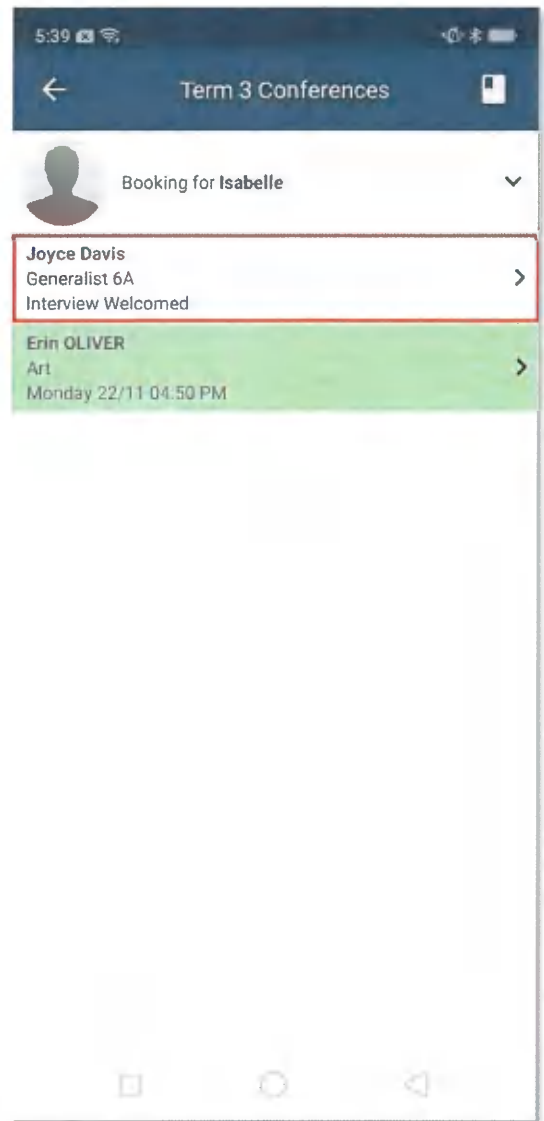 5:39
Term 3 Conferences
Booking for Isabelle
Joyce Davis
Generalist 6A
Interview Welcomed
Erin OLIVER
Art
Monday 22/11 04:50 PM